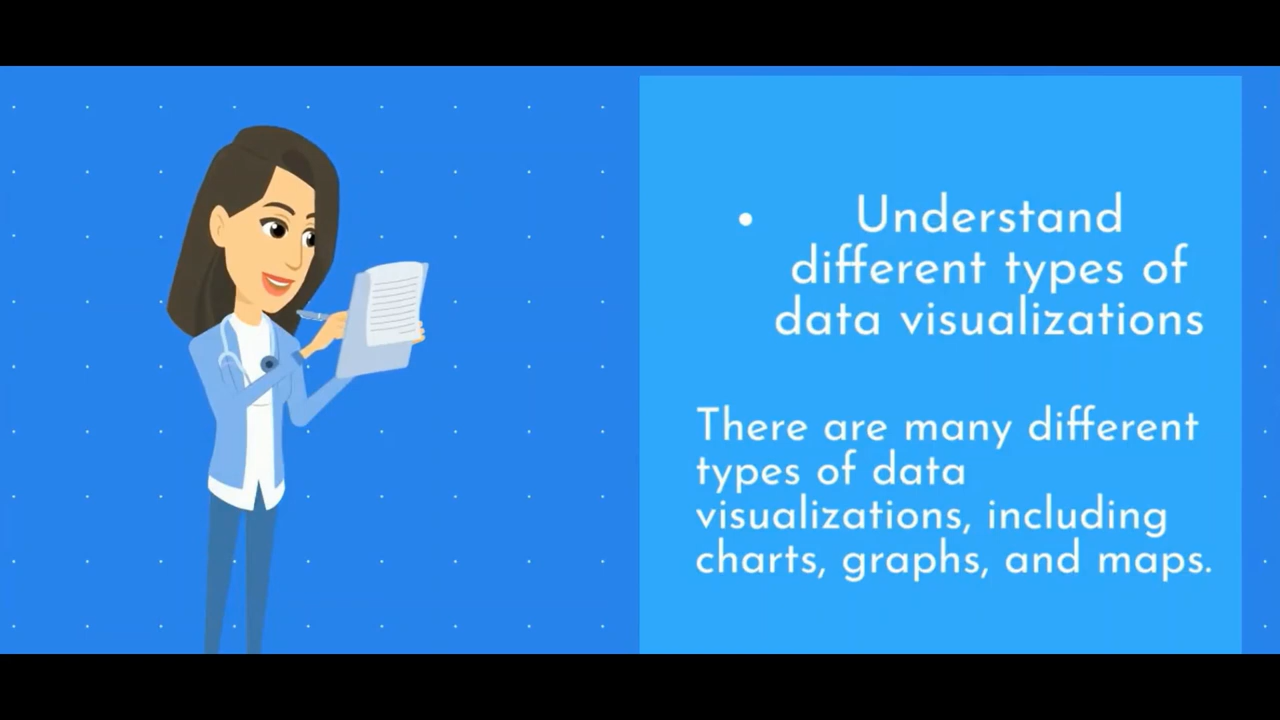 • Understand
different types of
data visualizations
There are many different
types of data
visualizations, including
charts, graphs, and maps.